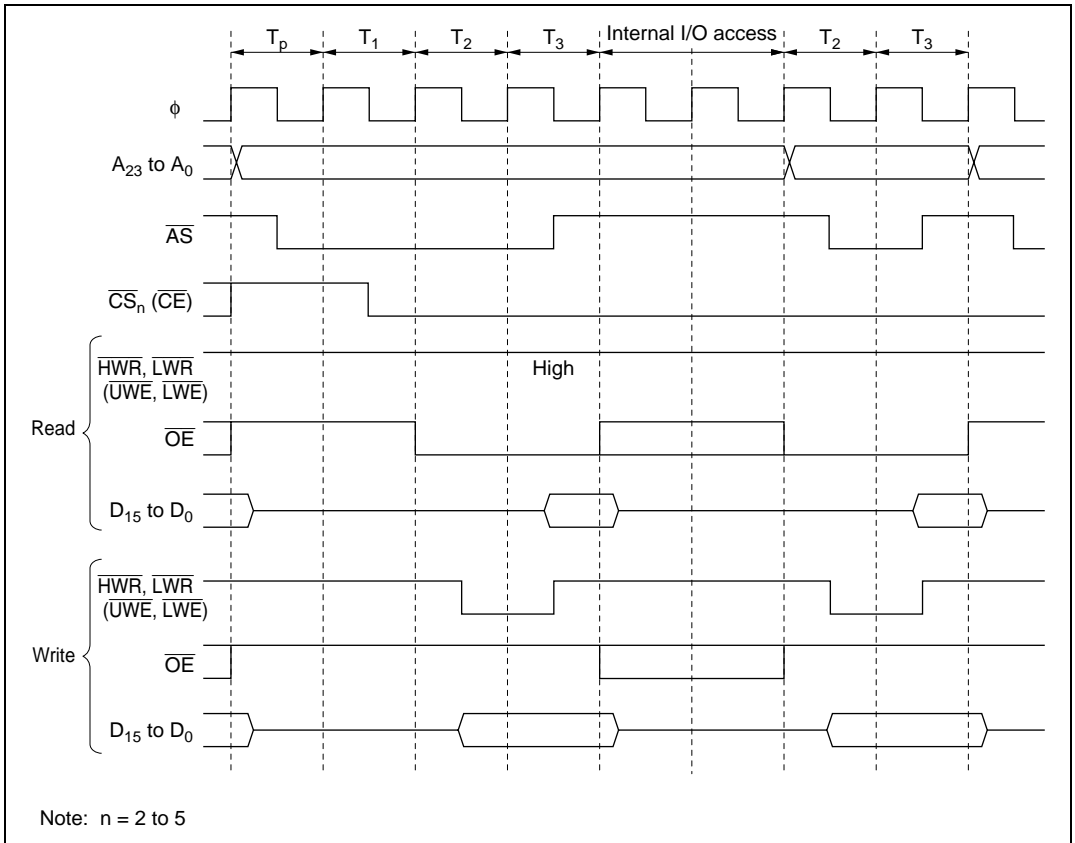 Tp T1 T2 T3 Internal I/O access T2 T3
ϕ
A23 to A0
AS
CSn (CE)
Read
HWR, LWR
(UWE, LWE)
High
OE
D15 to D0
Write
HWR, LWR
(UWE, LWE)
OE
D15 to D0
Note: n = 2 to 5